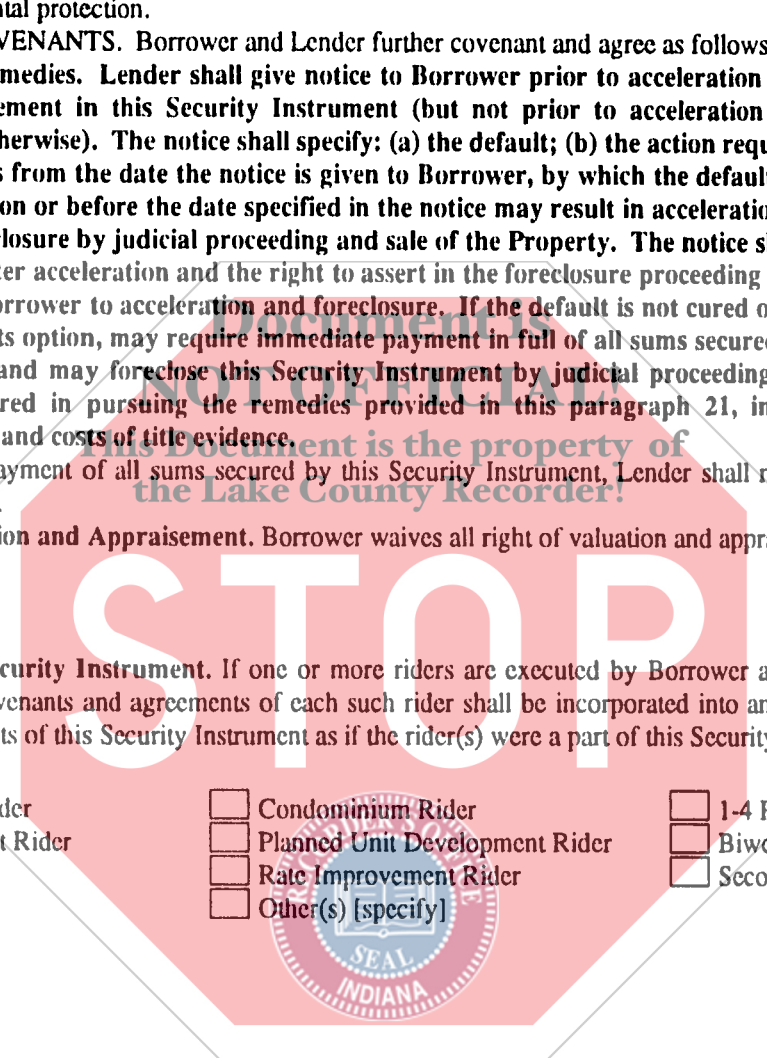 ntal protection.
VENANTS. Borrower and Lender further covenant and agree as follows
medies. Lender shall give notice to Borrower prior to acceleration
ement in this Security Instrument (but not prior to acceleration
herwise). The notice shall specify: (a) the default; (b) the action requ
s from the date the notice is given to Borrower, by which the defaul
on or before the date specified in the notice may result in acceleratio
closure by judicial proceeding and sale of the Property. The notice s
ter acceleration and the right to assert in the foreclosure proceeding
orrower to acceleration and foreclosure. If the default is not cured o
Document is
ts option, may require immediate payment in full of all sums secure
and may foreclose this Security Instrument by judicial proceeding
NOT OFFICIAL!
red in pursuing the remedies provided in this paragraph 21, in
and costs of title evidence.
This Document is the property of
ayment of all sums secured by this Security Instrument, Lender shall r
the Lake County Recorder!
ion and Appraisement. Borrower waives all right of valuation and appra
STOP
curity Instrument. If one or more riders are executed by Borrower a
venants and agreements of each such rider shall be incorporated into an
ts of this Security Instrument as if the rider(s) were a part of this Security
der Condominium Rider 1-4 F
t Rider Planned Unit Development Rider Biwe
Rate Improvement Rider Seco
Other(s) [specify]
RECORDER'S OFFICE
SEAL
INDIANA